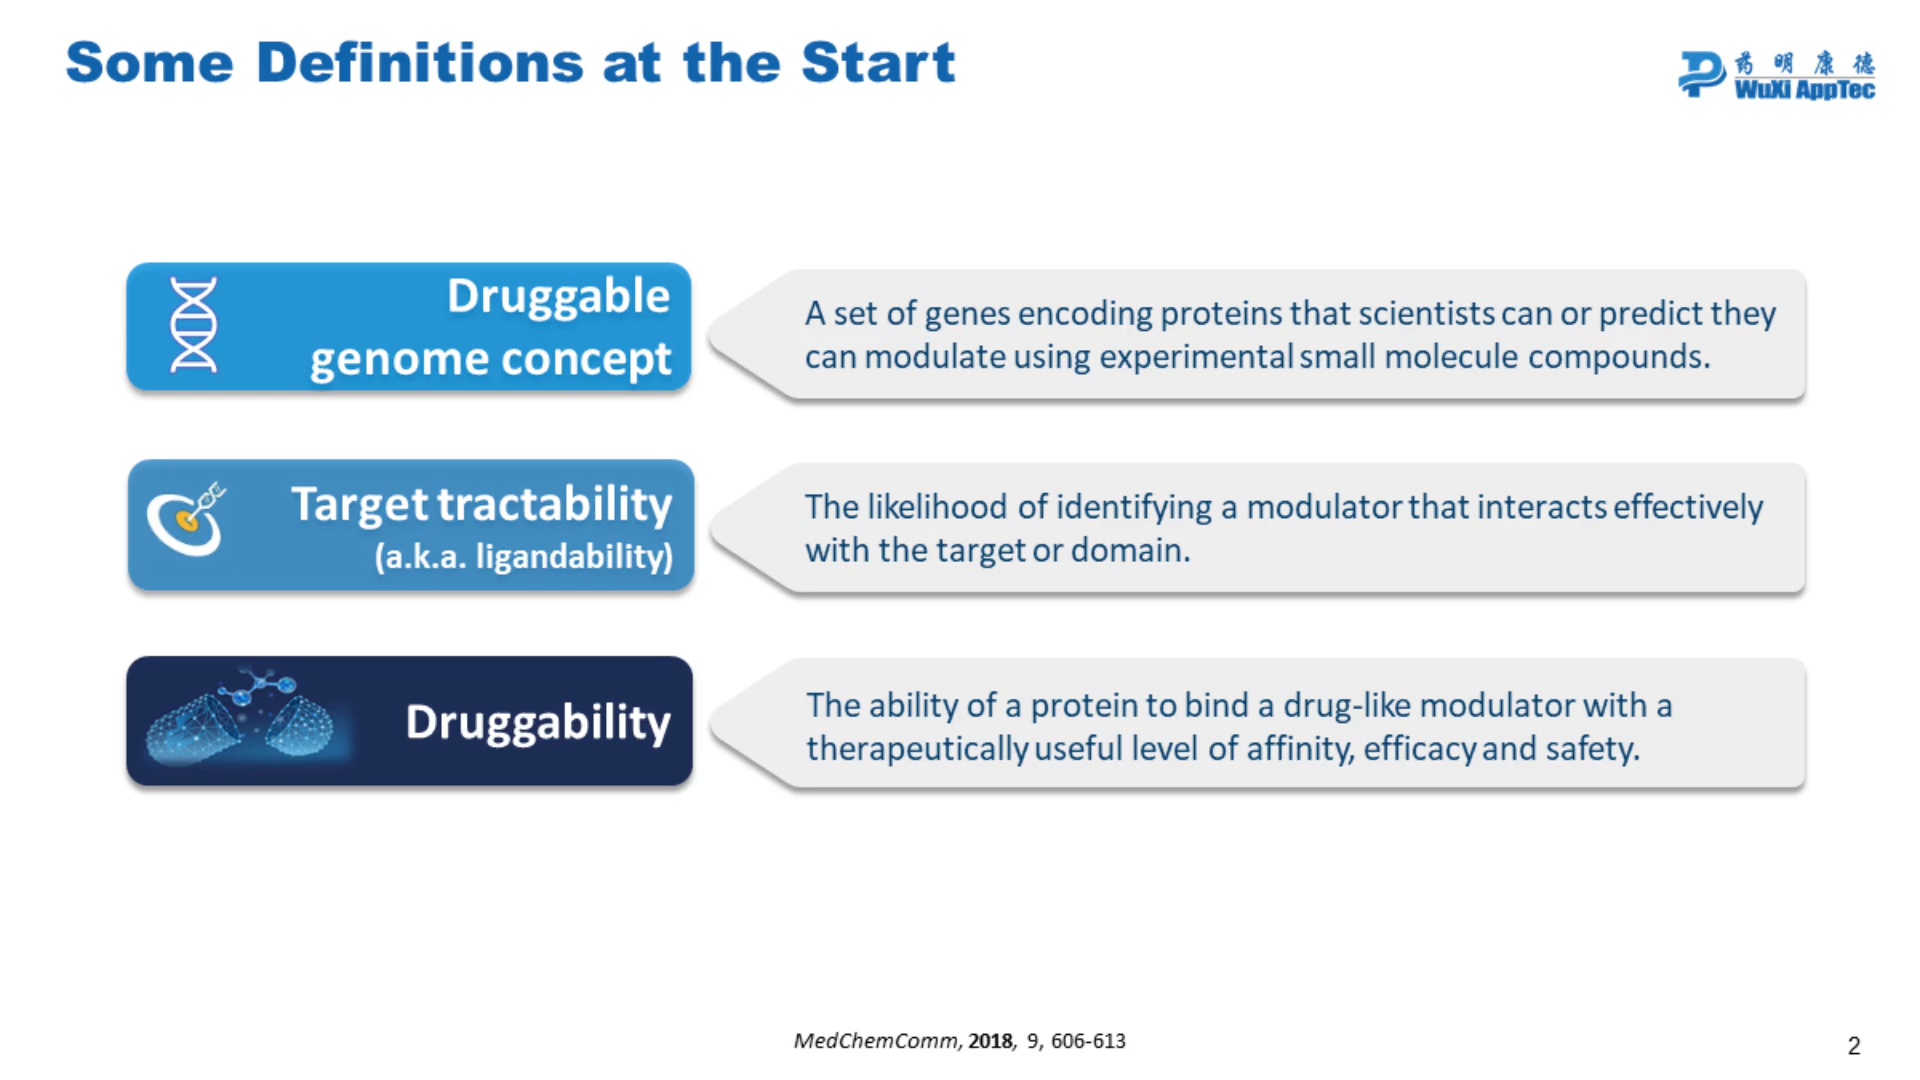 Some Definitions at the Start
药 明 康 德
WuXi AppTec
Druggable
genome concept
A set of genes encoding proteins that scientists can or predict they
can modulate using experimental small molecule compounds.
Target tractability
(a.k.a. ligandability)
The likelihood of identifying a modulator that interacts effectively
with the target or domain.
Druggability
The ability of a protein to bind a drug-like modulator with a
therapeutically useful level of affinity, efficacy and safety.
MedChemComm, 2018, 9, 606-613
2